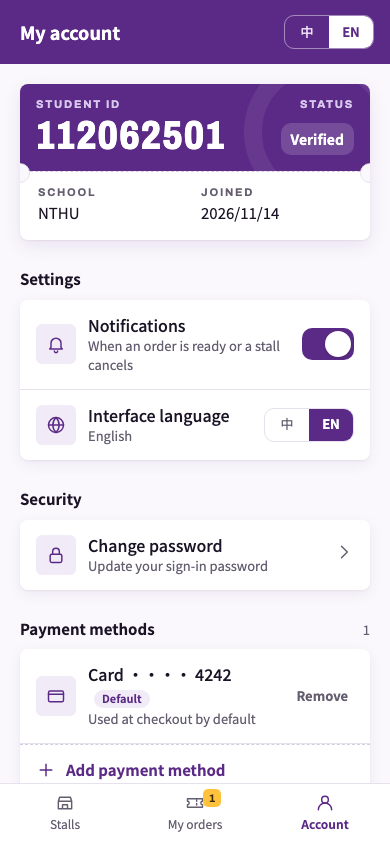 My account
中 EN
STUDENT ID
STATUS
112062501
Verified
SCHOOL
JOINED
NTHU
2026/11/14
Settings
Notifications
When an order is ready or a stall
cancels
Interface language
English
中 EN
Security
Change password
Update your sign-in password
Payment methods
1
Card • • • • 4242
Default
Used at checkout by default
Remove
+ Add payment method
1
Stalls
My orders
Account